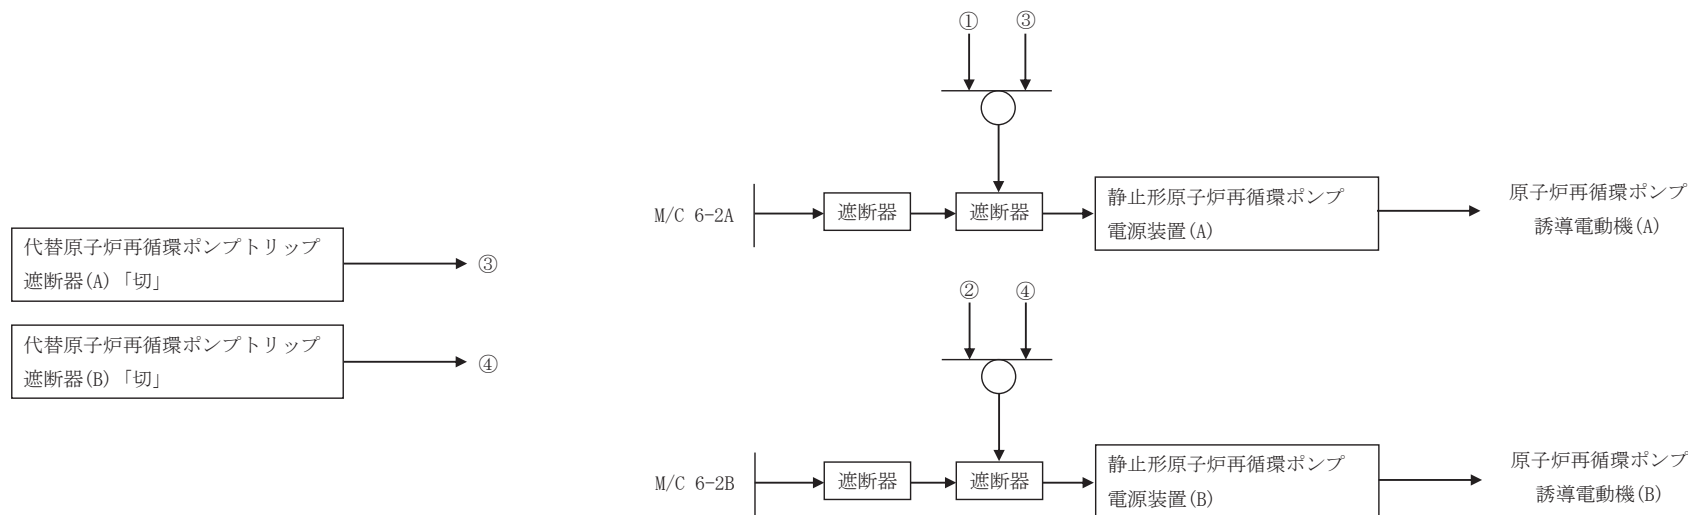 ① ③
M/C 6-2A
遮断器
遮断器
静止形原子炉再循環ポンプ
電源装置(A)
原子炉再循環ポンプ
誘導電動機(A)
代替原子炉再循環ポンプトリップ
遮断器(A)「切」
③
② ④
代替原子炉再循環ポンプトリップ
遮断器(B)「切」
④
M/C 6-2B
遮断器
遮断器
静止形原子炉再循環ポンプ
電源装置(B)
原子炉再循環ポンプ
誘導電動機(B)